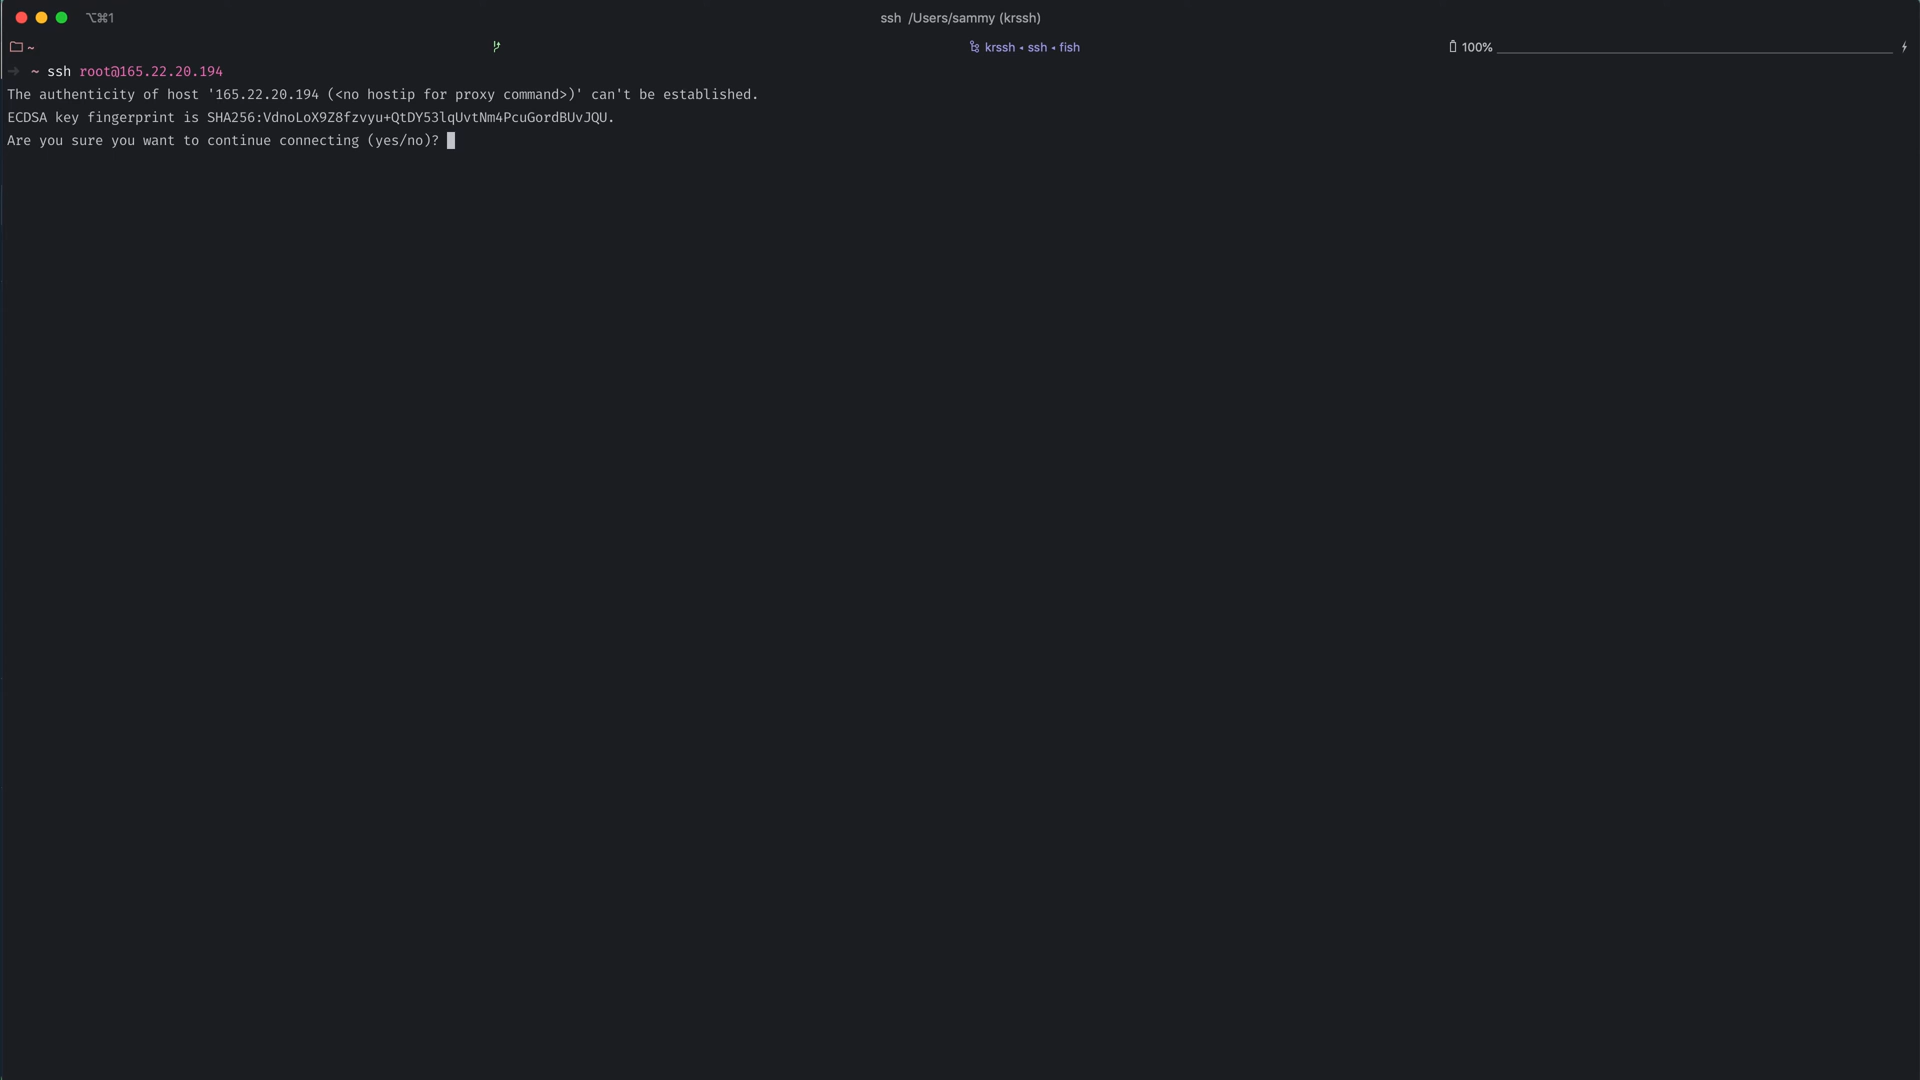 ⌥⌘1
ssh /Users/sammy (krssh)
~
krssh ◂ ssh ◂ fish
100%
➜ ~ ssh root@165.22.20.194
The authenticity of host '165.22.20.194 (<no hostip for proxy command>)' can't be established.
ECDSA key fingerprint is SHA256:VdnoLoX9Z8fzvyu+QtDY53lqUvtNm4PcuGordBUvJQU.
Are you sure you want to continue connecting (yes/no)?